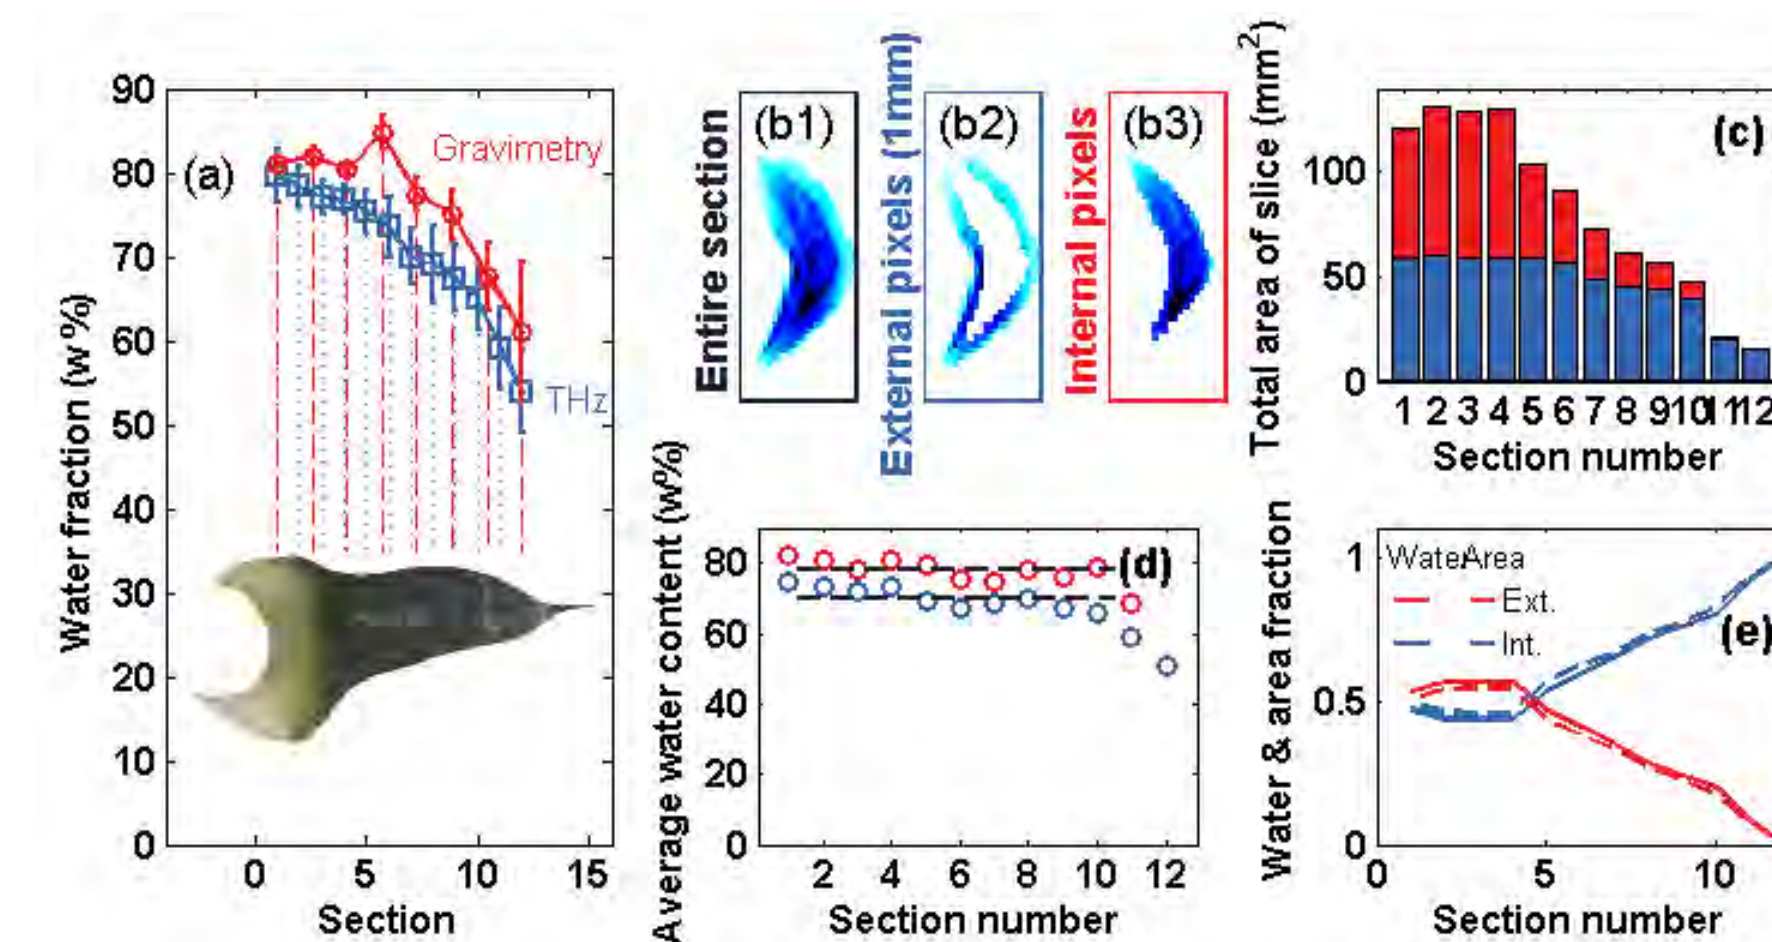 Water fraction (w%)
90
80
70
60
50
40
30
20
10
0
(a)
Gravimetry
THz
0 5 10 15
Section
Entire section
(b1)
External pixels (1mm)
(b2)
Internal pixels
(b3)
Total area of slice (mm2)
100
50
0
(c)
1 2 3 4 5 6 7 8 9 10 11 12
Section number
Average water content (w%)
80
60
40
20
0
(d)
2 4 6 8 10 12
Section number
Water & area fraction
1
0.5
0
Water Area
Ext.
Int.
(e)
0 5 10
Section number